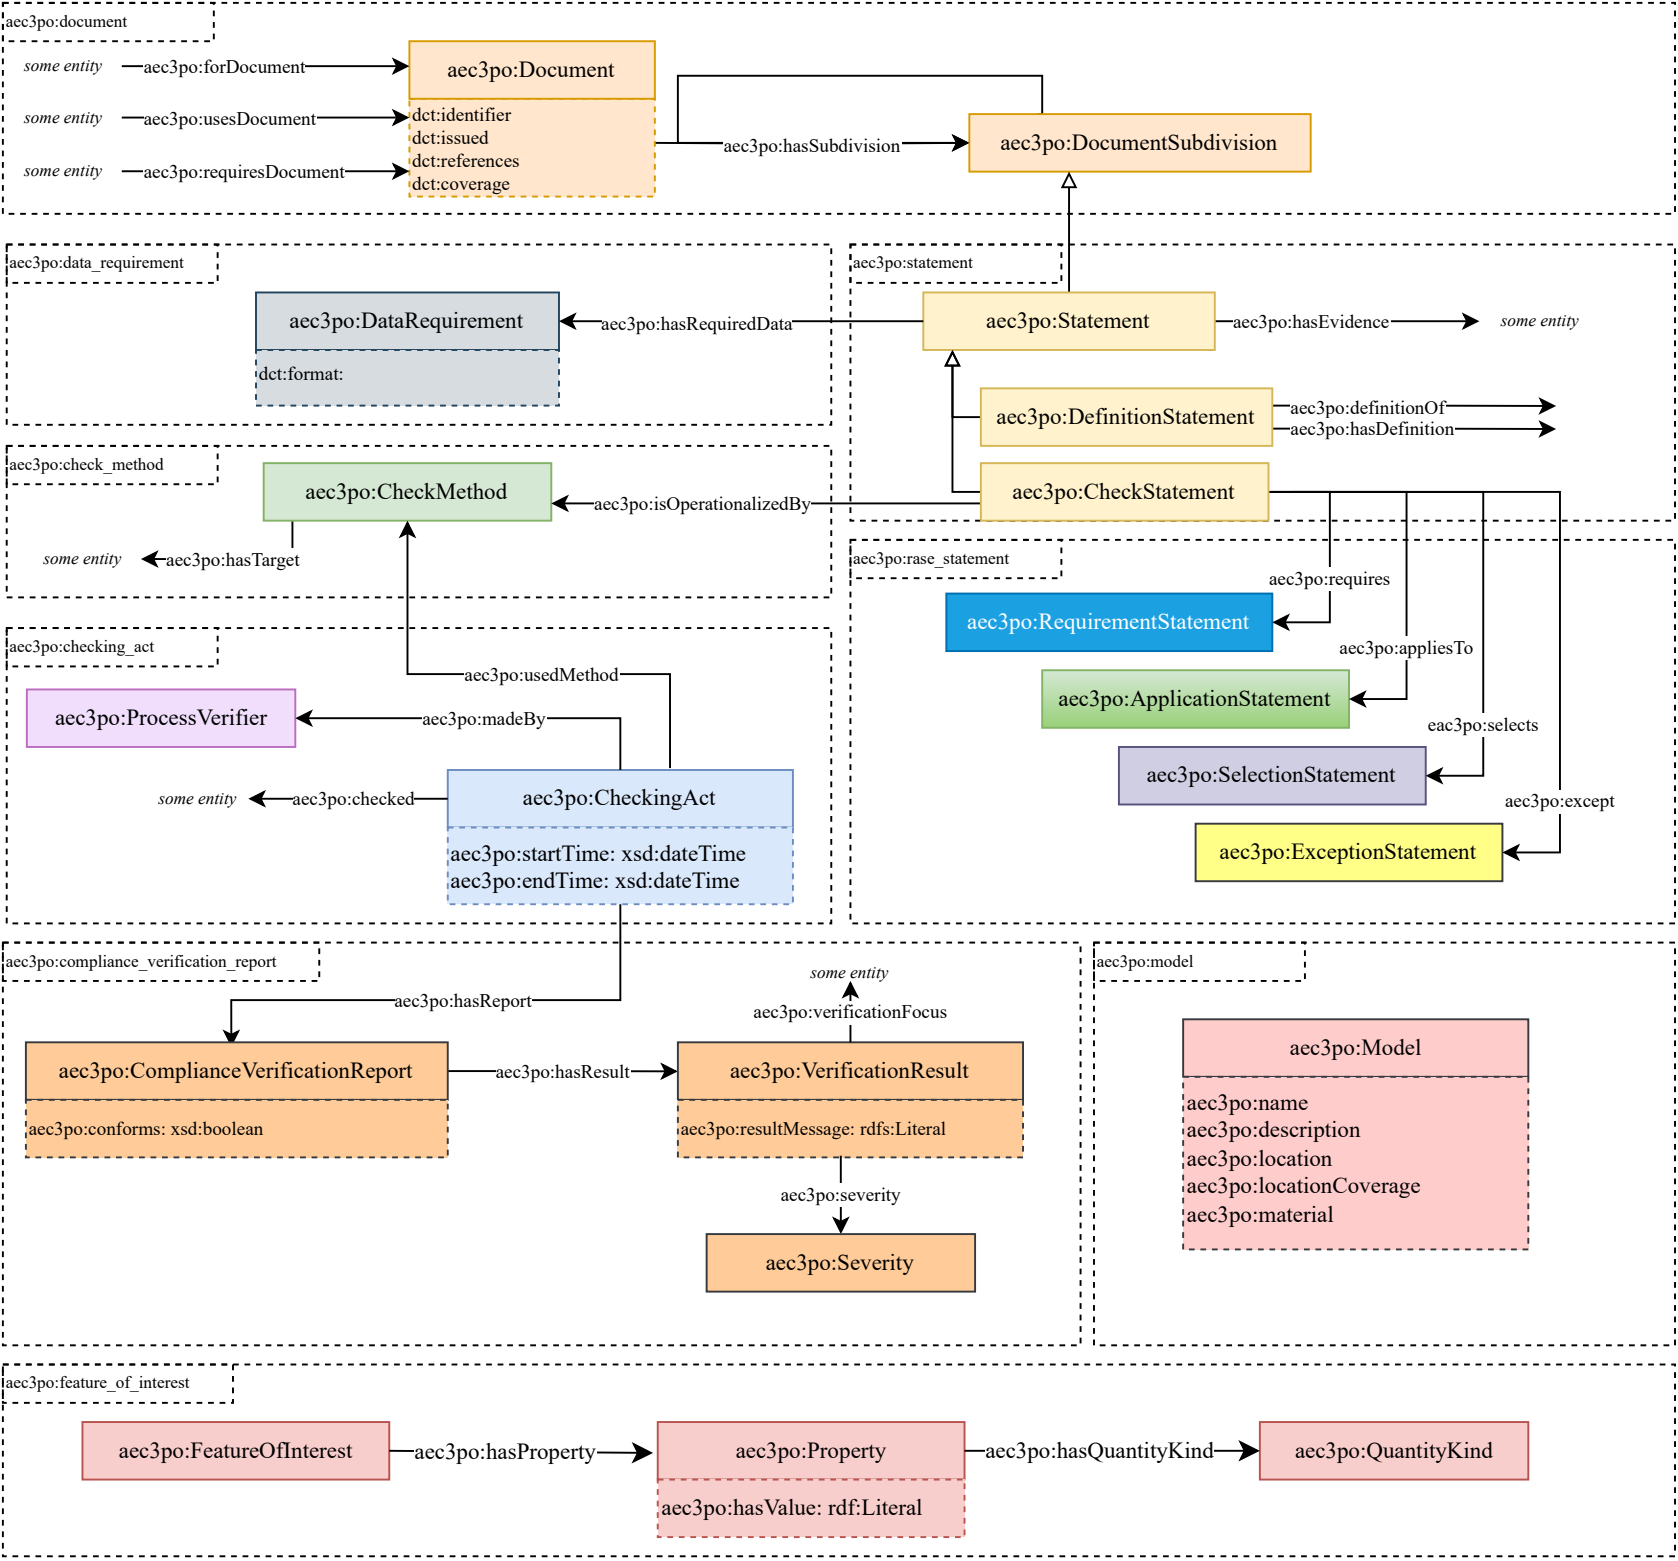 aec3po:document
some entity
aec3po:forDocument
aec3po:Document
some entity
aec3po:usesDocument
dct:identifier
dct:issued
dct:references
dct:coverage
some entity
aec3po:requiresDocument
aec3po:hasSubdivision
aec3po:DocumentSubdivision
aec3po:data_requirement
aec3po:DataRequirement
dct:format:
aec3po:hasRequiredData
aec3po:statement
aec3po:Statement
aec3po:hasEvidence
some entity
aec3po:DefinitionStatement
aec3po:definitionOf
aec3po:hasDefinition
aec3po:CheckStatement
aec3po:check_method
aec3po:CheckMethod
aec3po:isOperationalizedBy
some entity
aec3po:hasTarget
aec3po:rase_statement
aec3po:requires
aec3po:RequirementStatement
aec3po:appliesTo
aec3po:ApplicationStatement
eac3po:selects
aec3po:SelectionStatement
aec3po:except
aec3po:ExceptionStatement
aec3po:checking_act
aec3po:usedMethod
aec3po:ProcessVerifier
aec3po:madeBy
some entity
aec3po:checked
aec3po:CheckingAct
aec3po:startTime: xsd:dateTime
aec3po:endTime: xsd:dateTime
aec3po:compliance_verification_report
aec3po:hasReport
some entity
aec3po:verificationFocus
aec3po:ComplianceVerificationReport
aec3po:conforms: xsd:boolean
aec3po:hasResult
aec3po:VerificationResult
aec3po:resultMessage: rdfs:Literal
aec3po:severity
aec3po:Severity
aec3po:model
aec3po:Model
aec3po:name
aec3po:description
aec3po:location
aec3po:locationCoverage
aec3po:material
aec3po:feature_of_interest
aec3po:FeatureOfInterest
aec3po:hasProperty
aec3po:Property
aec3po:hasValue: rdf:Literal
aec3po:hasQuantityKind
aec3po:QuantityKind